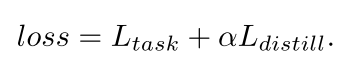 loss = L_{task} + αL_{distill}.